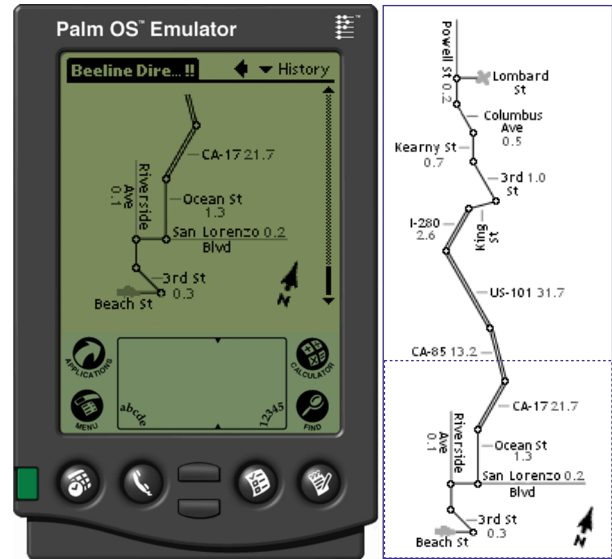 Palm OS™ Emulator
Beeline Dire... !!
History
CA-17 21.7
Riverside
Ave
0.1
Ocean St
1.3
San Lorenzo 0.2
Blvd
3rd St
0.3
Beach St
N
APPLICATIONS
MENU
abcde
12345
CALCULATOR
FIND
Powell St 0.2
Lombard
St
Columbus
Ave
0.5
Kearny St
0.7
3rd 1.0
St
King
St
I-280
2.6
US-101 31.7
CA-85 13.2
CA-17 21.7
Riverside
Ave
0.1
Ocean St
1.3
San Lorenzo 0.2
Blvd
3rd St
0.3
Beach St
N